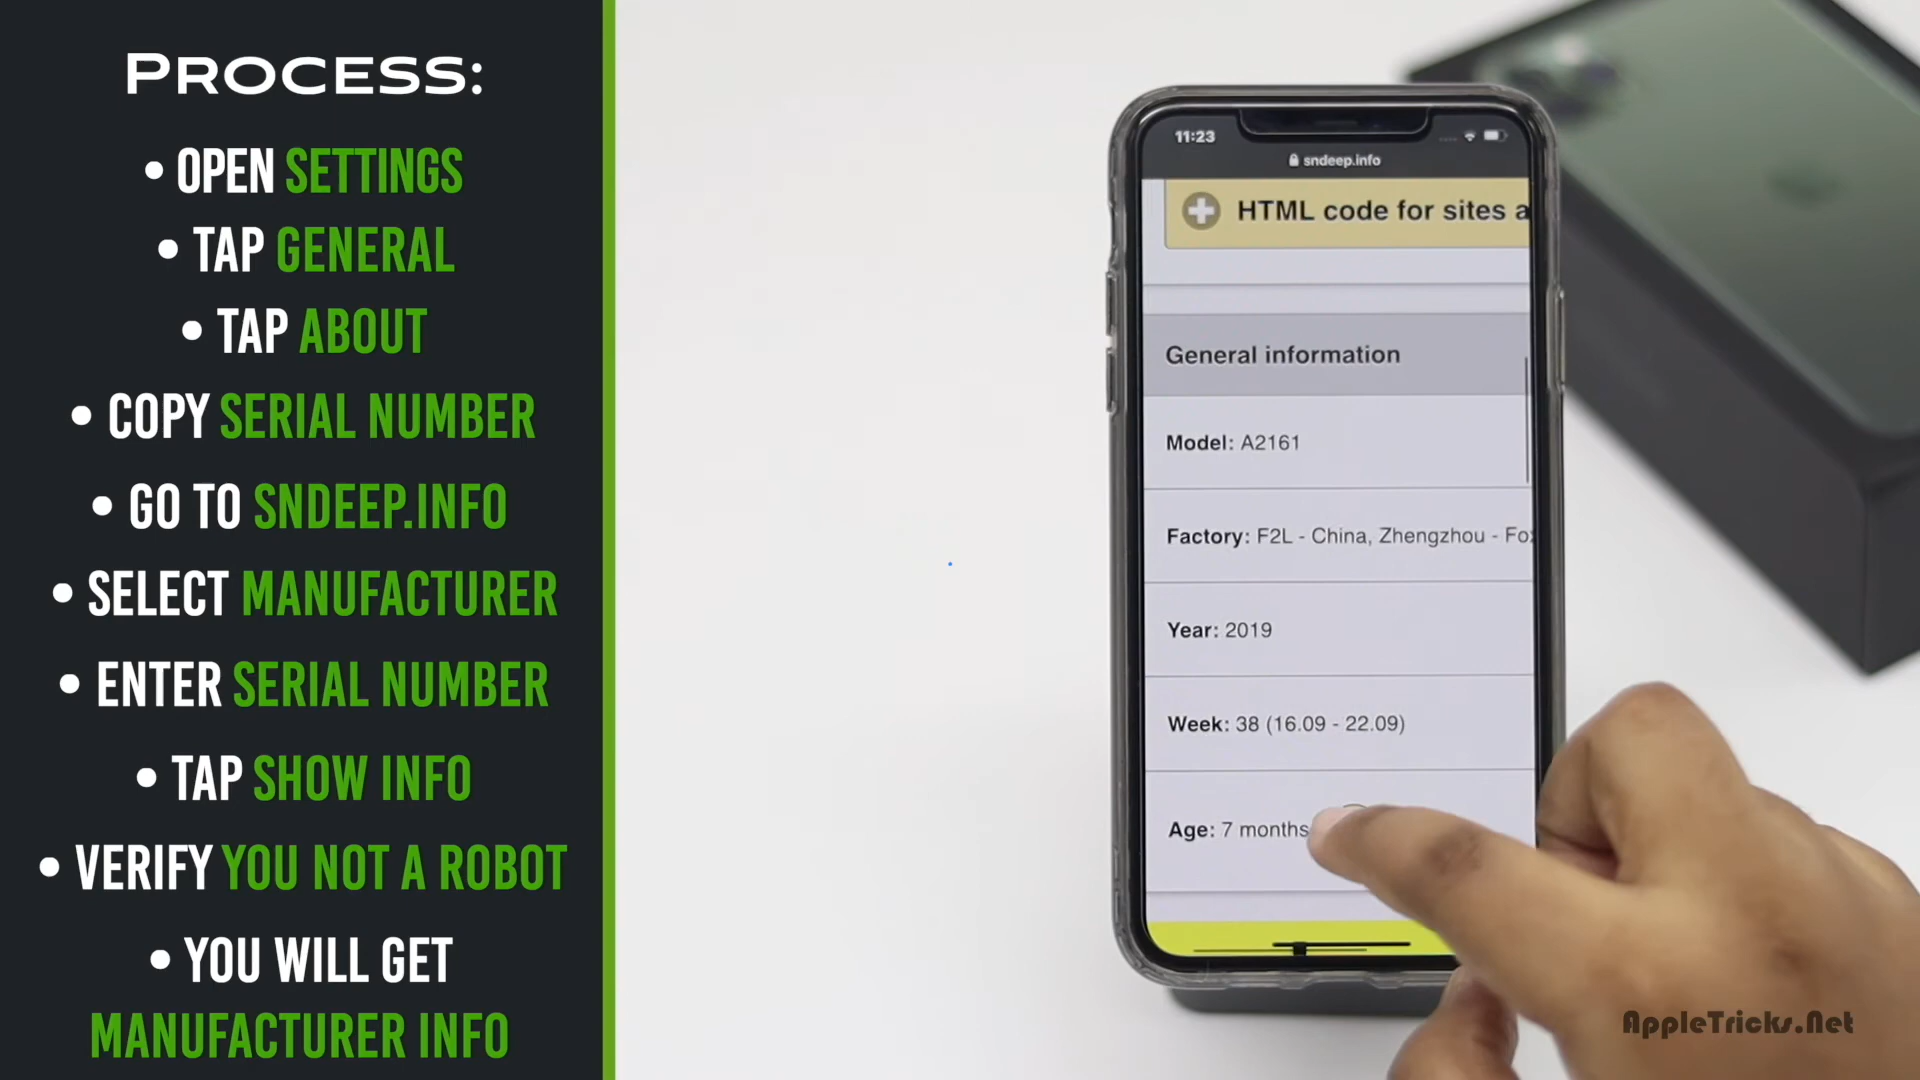 PROCESS:
• OPEN SETTINGS
• TAP GENERAL
• TAP ABOUT
• COPY SERIAL NUMBER
• GO TO SNDEEP.INFO
• SELECT MANUFACTURER
• ENTER SERIAL NUMBER
• TAP SHOW INFO
• VERIFY YOU NOT A ROBOT
• YOU WILL GET
MANUFACTURER INFO
11:23
sndeep.info
HTML code for sites a
General information
Model: A2161
Factory: F2L - China, Zhengzhou - Fox
Year: 2019
Week: 38 (16.09 - 22.09)
Age: 7 months
AppleTricks.Net